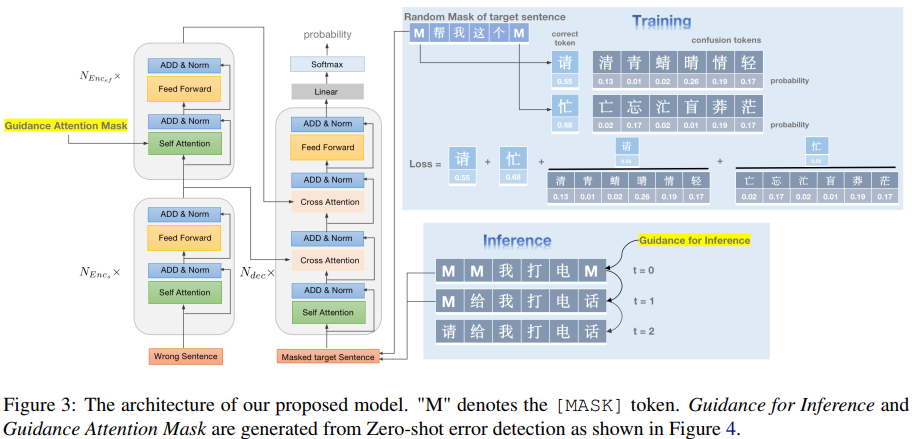 probability
Softmax
Linear
N_{Enc_{ef}} ×
ADD & Norm
Feed Forward
ADD & Norm
Self Attention
Guidance Attention Mask
N_{Enc_s} ×
ADD & Norm
Feed Forward
ADD & Norm
Self Attention
Wrong Sentence
N_{dec} ×
ADD & Norm
Feed Forward
ADD & Norm
Cross Attention
ADD & Norm
Cross Attention
ADD & Norm
Self Attention
Masked target Sentence
Random Mask of target sentence
Training
M 帮 我 这 个 M
correct
token
confusion tokens
请 清 青 蜻 晴 情 轻
0.55 0.13 0.01 0.02 0.26 0.19 0.17
probability
忙 亡 忘 汒 盲 莽 茫
0.68 0.02 0.17 0.02 0.01 0.19 0.17
probability
Loss = 请 + 忙 + 请 + 忙
0.55 0.68 0.55 0.68
清 青 蜻 晴 情 轻 亡 忘 汒 盲 莽 茫
0.13 0.01 0.02 0.26 0.19 0.17 0.02 0.17 0.02 0.01 0.19 0.17
Inference
Guidance for Inference
M M 我 打 电 M t = 0
M 给 我 打 电 话 t = 1
请 给 我 打 电 话 t = 2
Figure 3: The architecture of our proposed model. "M" denotes the [MASK] token. Guidance for Inference and
Guidance Attention Mask are generated from Zero-shot error detection as shown in Figure 4.